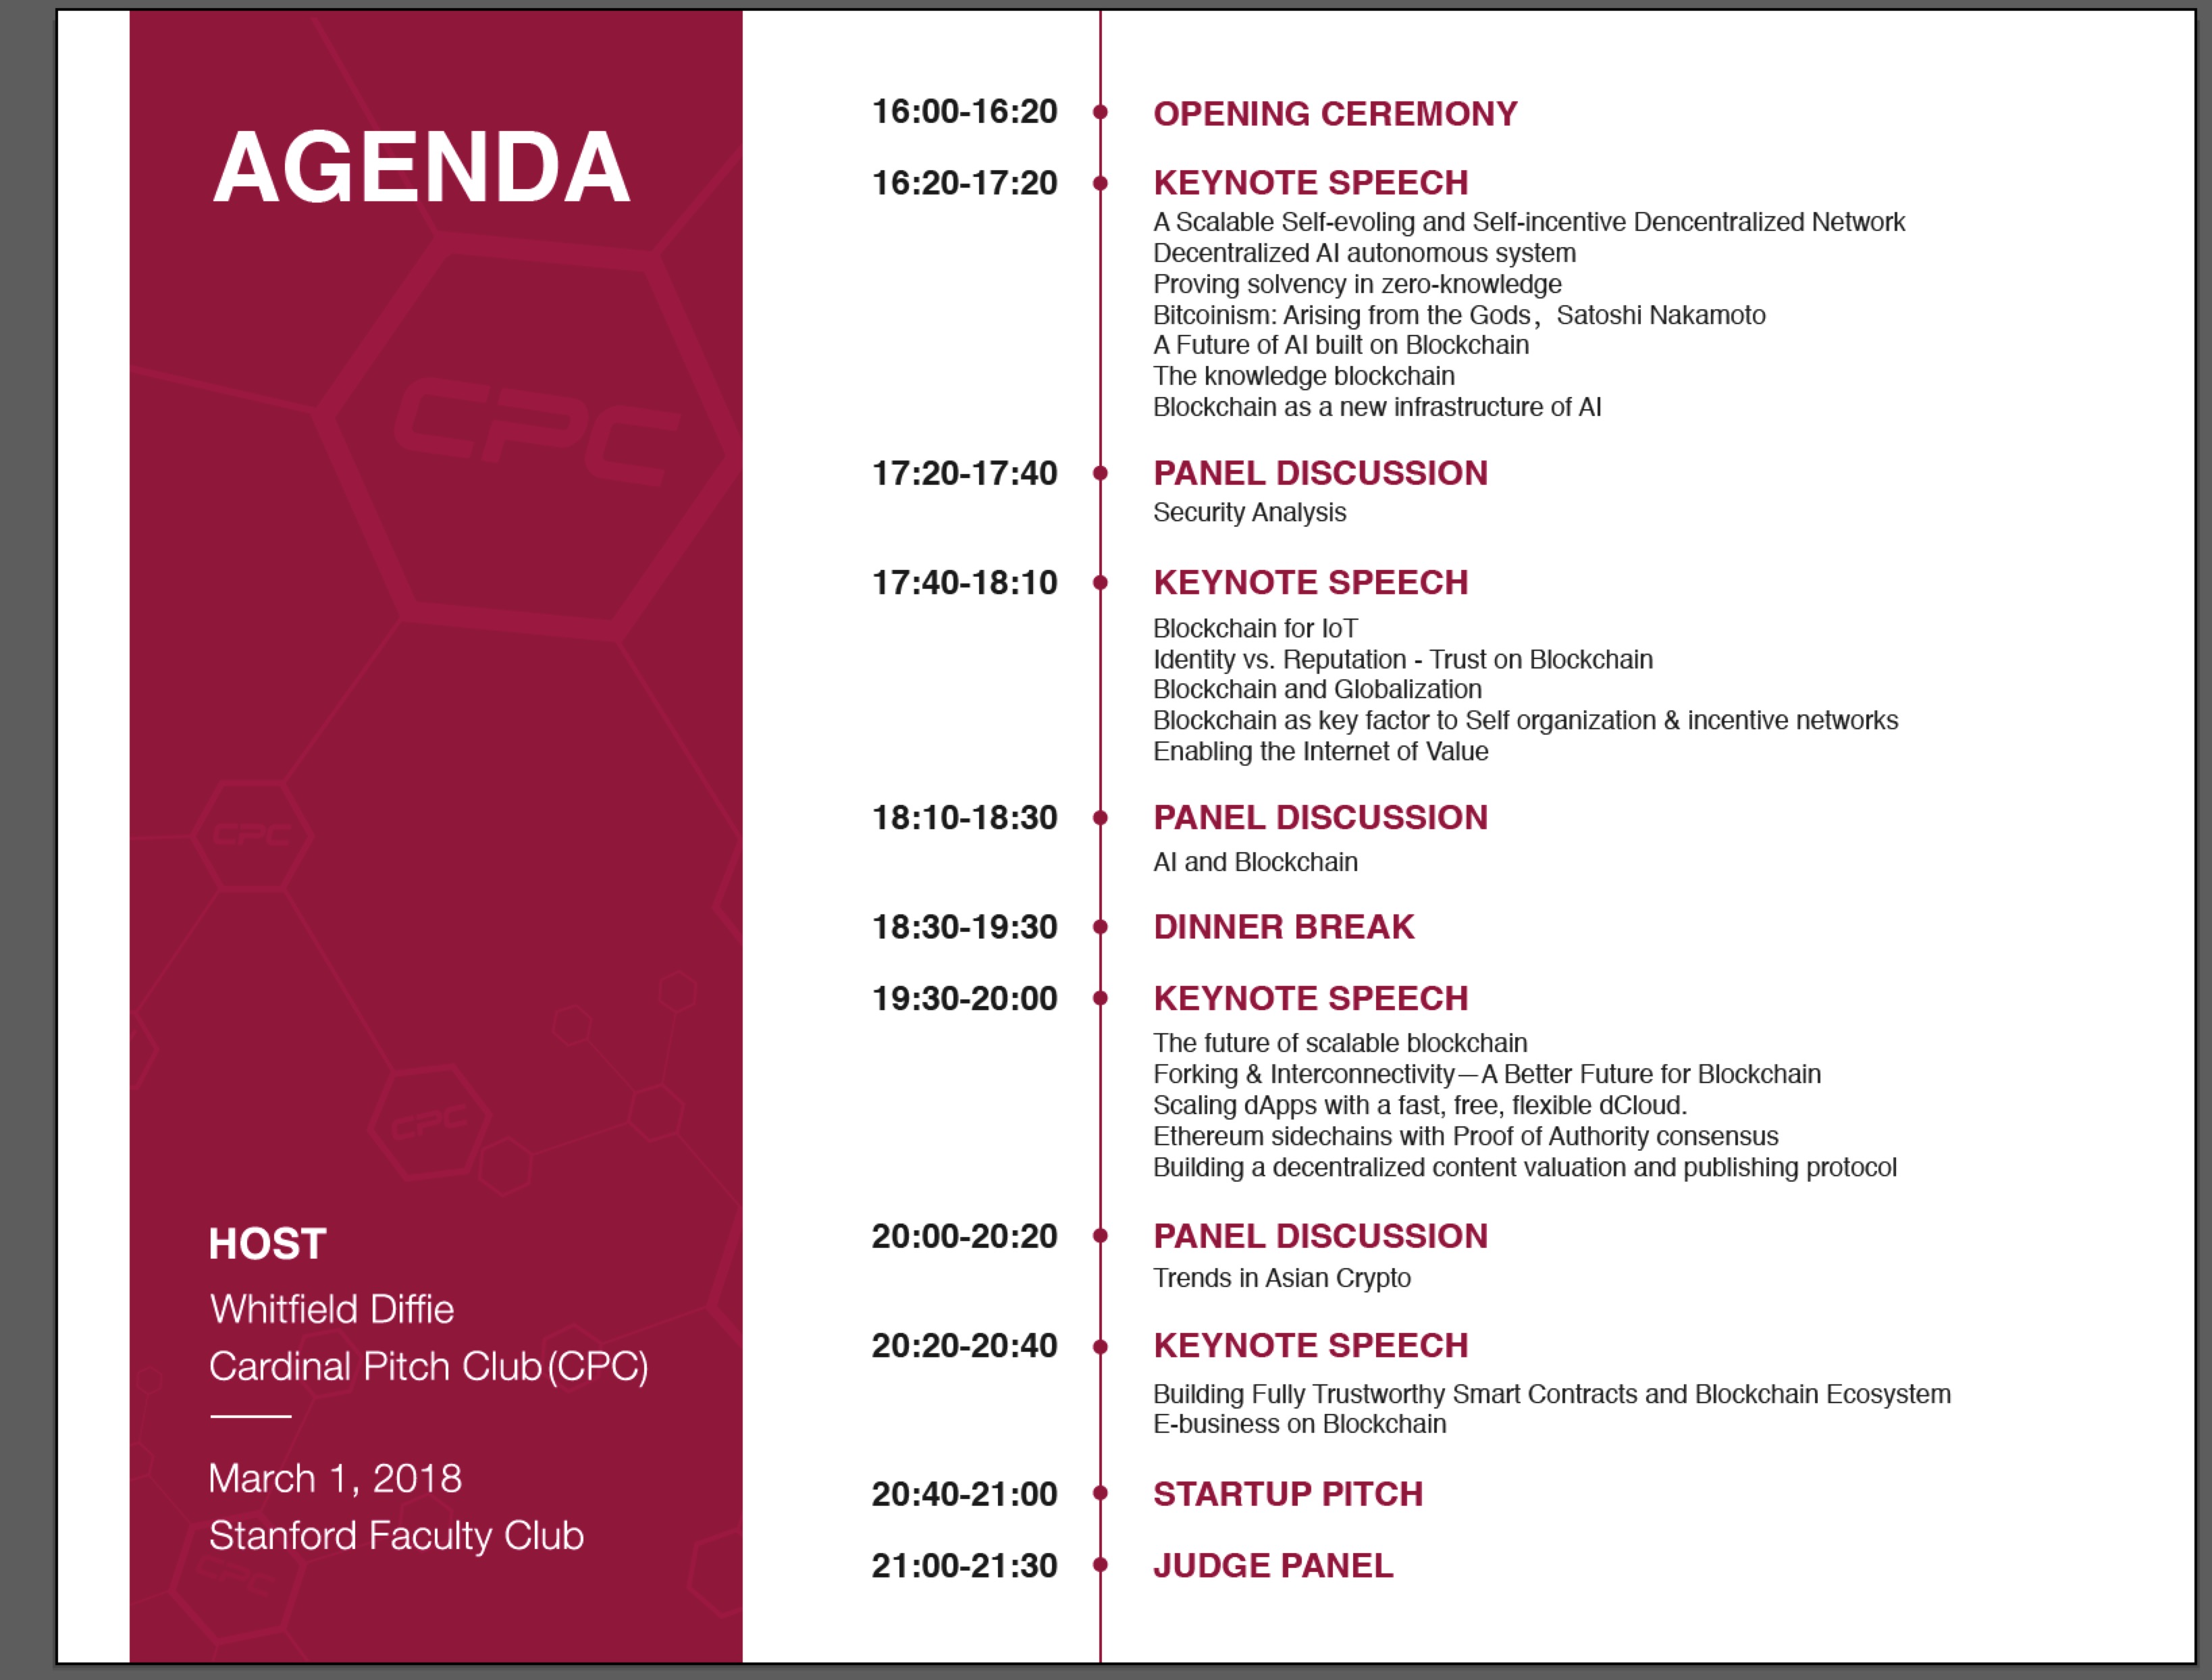 AGENDA
CPC
CPC
CPC
HOST
Whitfield Diffie
Cardinal Pitch Club(CPC)
March 1, 2018
Stanford Faculty Club
CPC
16:00-16:20 OPENING CEREMONY
16:20-17:20 KEYNOTE SPEECH
A Scalable Self-evoling and Self-incentive Dencentralized Network
Decentralized AI autonomous system
Proving solvency in zero-knowledge
Bitcoinism: Arising from the Gods，Satoshi Nakamoto
A Future of AI built on Blockchain
The knowledge blockchain
Blockchain as a new infrastructure of AI
17:20-17:40 PANEL DISCUSSION
Security Analysis
17:40-18:10 KEYNOTE SPEECH
Blockchain for IoT
Identity vs. Reputation - Trust on Blockchain
Blockchain and Globalization
Blockchain as key factor to Self organization & incentive networks
Enabling the Internet of Value
18:10-18:30 PANEL DISCUSSION
AI and Blockchain
18:30-19:30 DINNER BREAK
19:30-20:00 KEYNOTE SPEECH
The future of scalable blockchain
Forking & Interconnectivity—A Better Future for Blockchain
Scaling dApps with a fast, free, flexible dCloud.
Ethereum sidechains with Proof of Authority consensus
Building a decentralized content valuation and publishing protocol
20:00-20:20 PANEL DISCUSSION
Trends in Asian Crypto
20:20-20:40 KEYNOTE SPEECH
Building Fully Trustworthy Smart Contracts and Blockchain Ecosystem
E-business on Blockchain
20:40-21:00 STARTUP PITCH
21:00-21:30 JUDGE PANEL